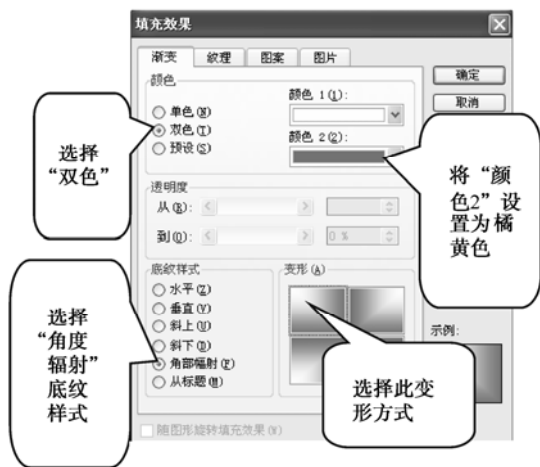 填充效果
渐变 纹理 图案 图片
颜色
单色(N)
双色(T)
预设(S)
颜色 1(1):
颜色 2(2):
确定
取消
选择
“双色”
将“颜
色2”设
置为橘
黄色
透明度
从(R):
到(O): 0 %
底纹样式
水平(Z)
垂直(V)
斜上(U)
斜下(D)
角部辐射(F)
从标题(M)
变形(A)
示例:
选择
“角度
辐射”
底纹
样式
选择此变
形方式
随图形旋转填充效果(W)